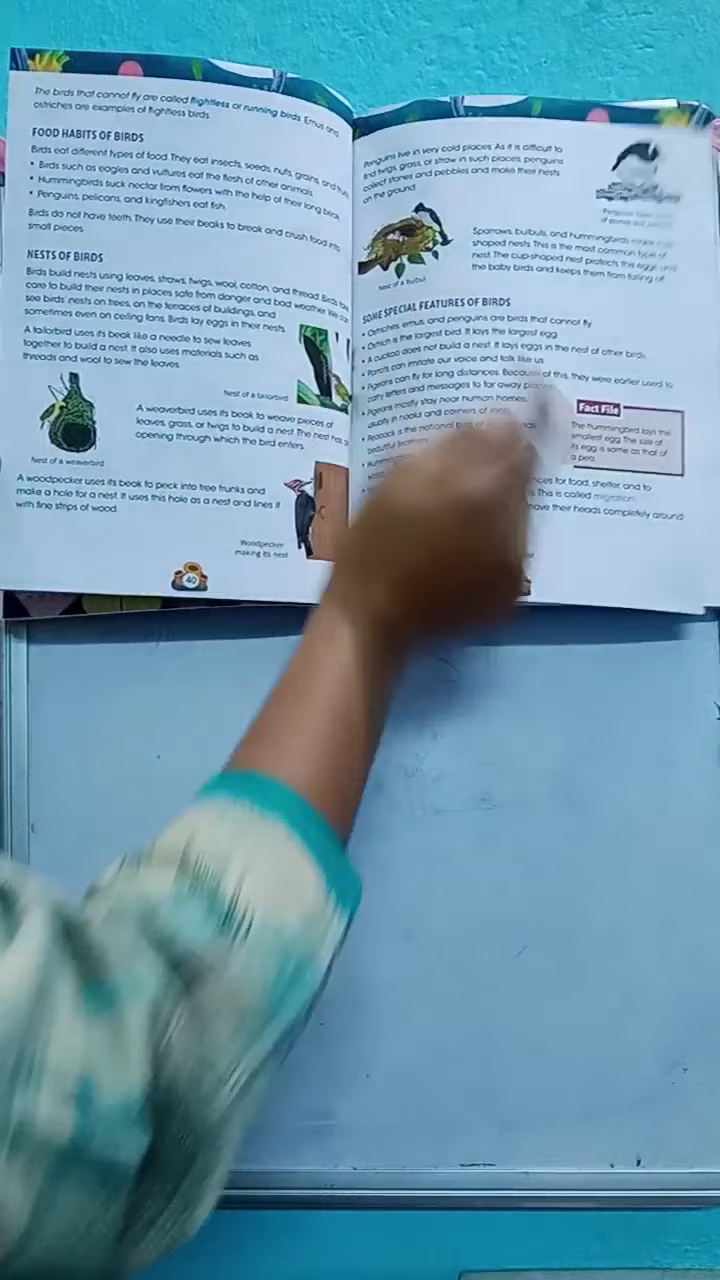 The birds that cannot fly are called flightless or running birds. Emus and
ostriches are examples of flightless birds.
FOOD HABITS OF BIRDS
Birds eat different types of food. They eat insects, seeds, nuts, grains, and fruits
• Birds such as eagles and vultures eat the flesh of other animals.
• Hummingbirds suck nectar from flowers with the help of their long beak
• Penguins, pelicans, and kingfishers eat fish.
Birds do not have teeth. They use their beaks to break and crush food into
small pieces.
NESTS OF BIRDS
Birds build nests using leaves, straws, twigs, wool, cotton, and thread. Birds take
care to build their nests in places safe from danger and bad weather. We can
see birds' nests on trees, on the terraces of buildings, and
sometimes even on ceiling fans. Birds lay eggs in their nests.
A tailorbird uses its beak like a needle to sew leaves
together to build a nest. It also uses materials such as
threads and wool to sew the leaves.
Nest of a tailorbird
A weaverbird uses its beak to weave pieces of
leaves, grass, or twigs to build a nest. The nest has
opening through which the bird enters.
Nest of a weaverbird
A woodpecker uses its beak to peck into tree trunks and
make a hole for a nest. It uses this hole as a nest and lines it
with fine strips of wood.
Woodpecker
making its nest
40
Penguins live in very cold places. As it is difficult to
find twigs, grass, or straw in such places, penguins
collect stones and pebbles and make their nests
on the ground.
Nest of a bulbul
Sparrows, bulbuls, and hummingbirds
shaped nests. This is the most common type of
nest. The cup-shaped nest protects the eggs and
the baby birds and keeps them from falling off.
SOME SPECIAL FEATURES OF BIRDS
• Ostriches, emus, and penguins are birds that cannot fly.
• Ostrich is the largest bird. It lays the largest egg.
• A cuckoo does not build a nest. It lays eggs in the nest of other birds.
• Parrots can imitate our voice and talk like us.
• Pigeons can fly for long distances. Because of this, they were earlier used to
carry letters and messages to far away places.
• Pigeons mostly stay near human homes,
usually in nooks and corners of
• Peacock is the national bird of
beautiful feathers.
Fact File
The hummingbird lays the
smallest egg. The size of
its egg is same as that of
a pea.
for food, shelter, and to
This is called migration.
their heads completely around